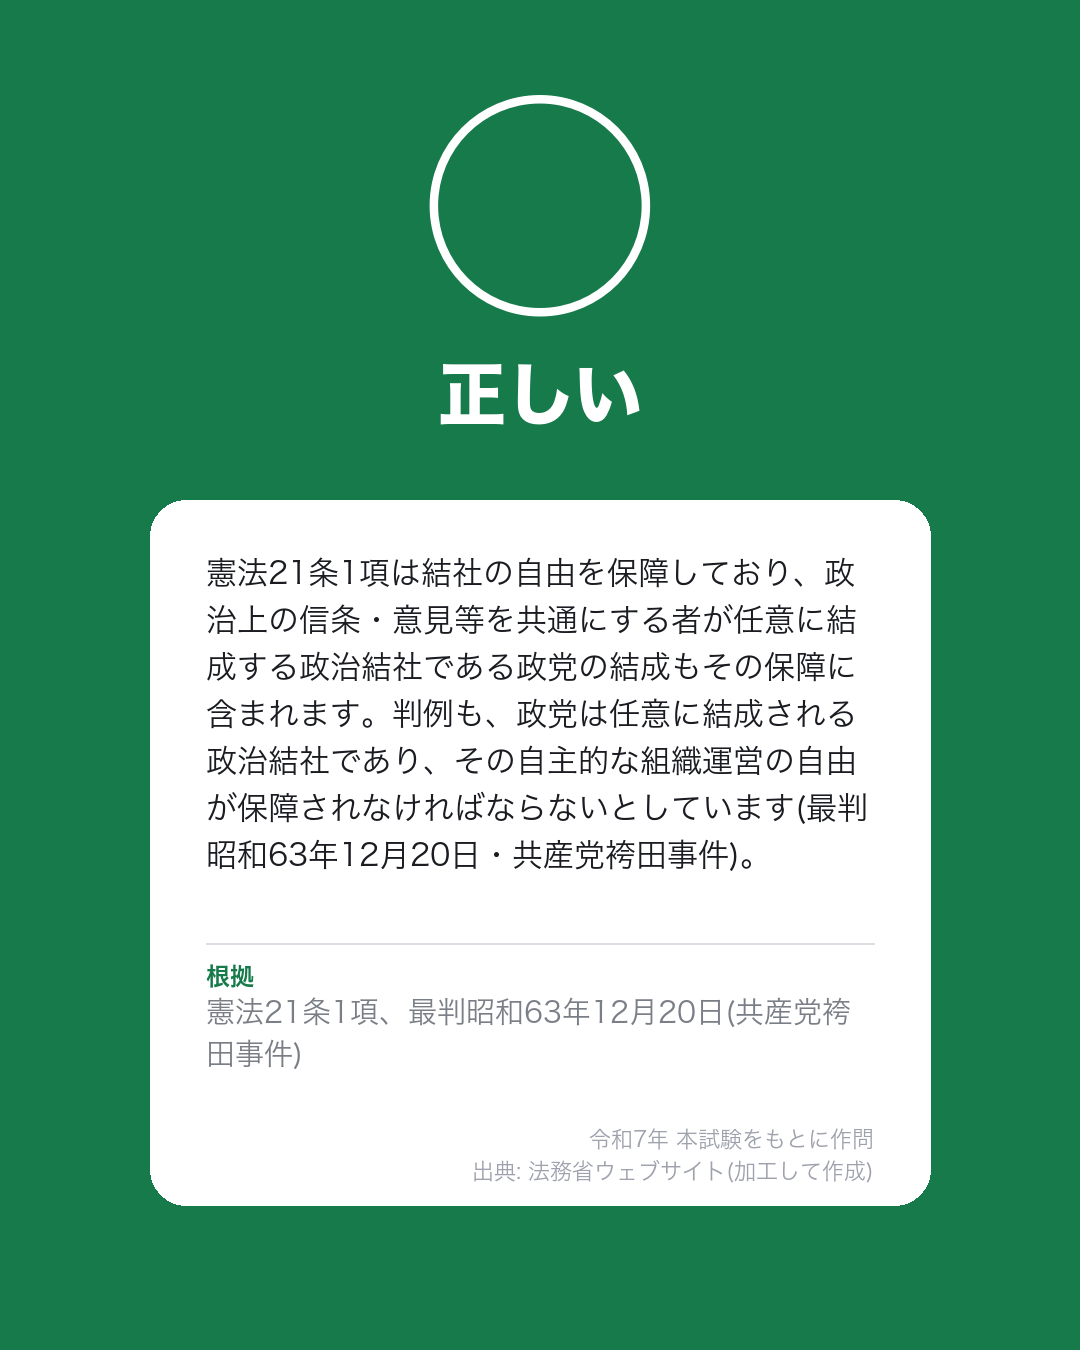 正しい
憲法21条1項は結社の自由を保障しており、政
治上の信条・意見等を共通にする者が任意に結
成する政治結社である政党の結成もその保障に
含まれます。判例も、政党は任意に結成される
政治結社であり、その自主的な組織運営の自由
が保障されなければならないとしています(最判
昭和63年12月20日・共産党袴田事件)。
根拠
憲法21条1項、最判昭和63年12月20日(共産党袴
田事件)
令和7年 本試験をもとに作問
出典: 法務省ウェブサイト(加工して作成)